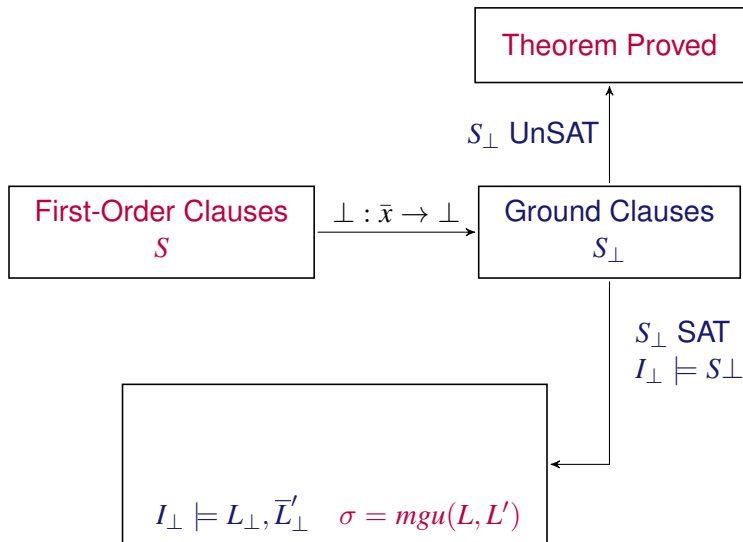 Theorem Proved
S⊥ UnSAT
First-Order Clauses
S
⊥ : x̄ → ⊥
Ground Clauses
S⊥
S⊥ SAT
I⊥ ⊨ S⊥
I⊥ ⊨ L⊥, L̄′⊥ σ = mgu(L, L′)